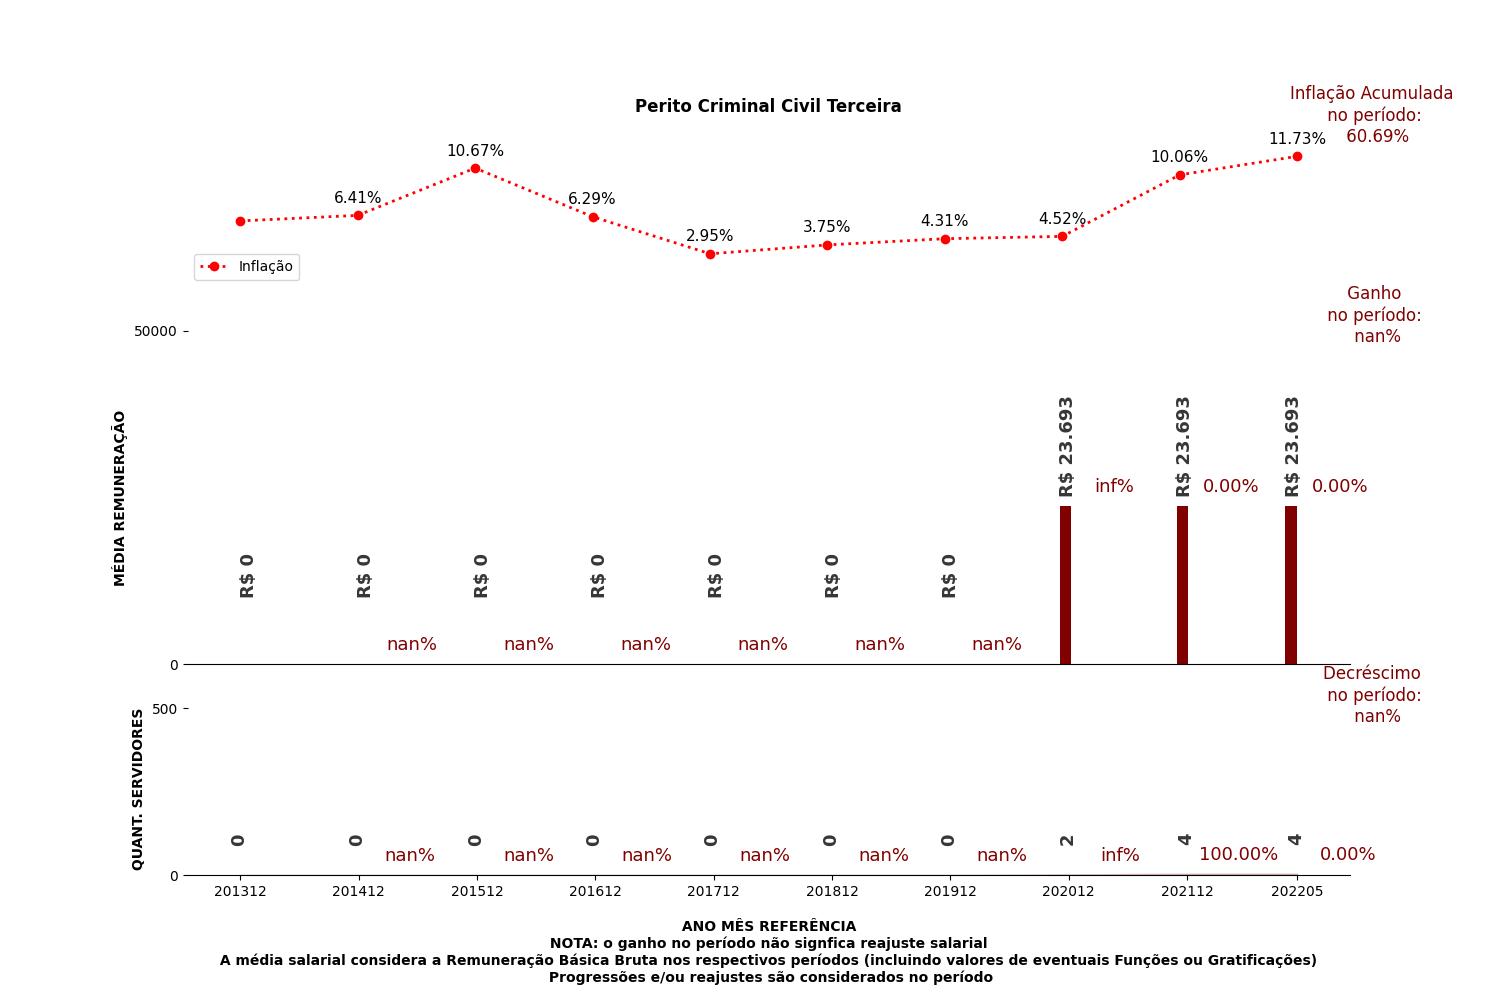 Perito Criminal Civil Terceira
Inflação Acumulada
no período:
60.69%
6.41%
10.67%
6.29%
2.95%
3.75%
4.31%
4.52%
10.06%
11.73%
Inflação
Ganho
no período:
nan%
50000
0
MÉDIA REMUNERAÇÃO
R$ 0
R$ 0
R$ 0
R$ 0
R$ 0
R$ 0
R$ 0
R$ 23.693
R$ 23.693
R$ 23.693
nan%
nan%
nan%
nan%
nan%
nan%
inf%
0.00%
0.00%
Decréscimo
no período:
nan%
500
0
QUANT. SERVIDORES
0
0
0
0
0
0
0
2
4
4
nan%
nan%
nan%
nan%
nan%
nan%
inf%
100.00%
0.00%
201312
201412
201512
201612
201712
201812
201912
202012
202112
202205
ANO MÊS REFERÊNCIA
NOTA: o ganho no período não signfica reajuste salarial
A média salarial considera a Remuneração Básica Bruta nos respectivos períodos (incluindo valores de eventuais Funções ou Gratificações)
Progressões e/ou reajustes são considerados no período